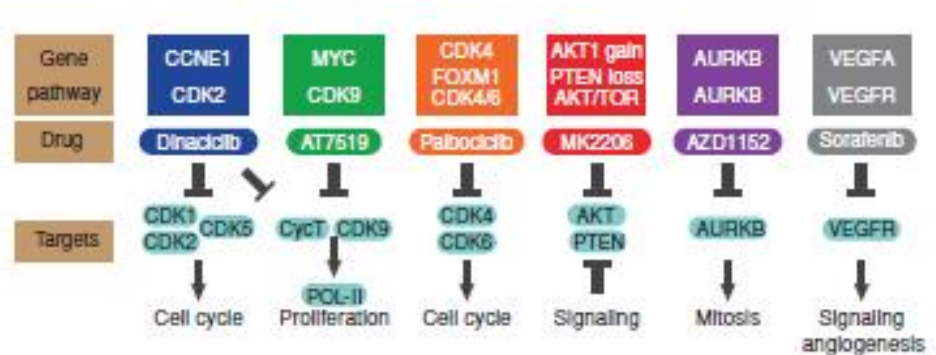 Gene
pathway
CCNE1
CDK2
MYC
CDK9
CDK4
FOXM1
CDK4/6
AKT1 gain
PTEN loss
AKT/TOR
AURKB
AURKB
VEGFA
VEGFR
Drug
Dinaciclib
AT7519
Palbociclib
MK2206
AZD1152
Sorafenib
Targets
CDK1
CDK2
CDK5
CycT
CDK9
POL-II
CDK4
CDK6
AKT
PTEN
AURKB
VEGFR
Cell cycle
Proliferation
Cell cycle
Signaling
Mitosis
Signaling
angiogenesis